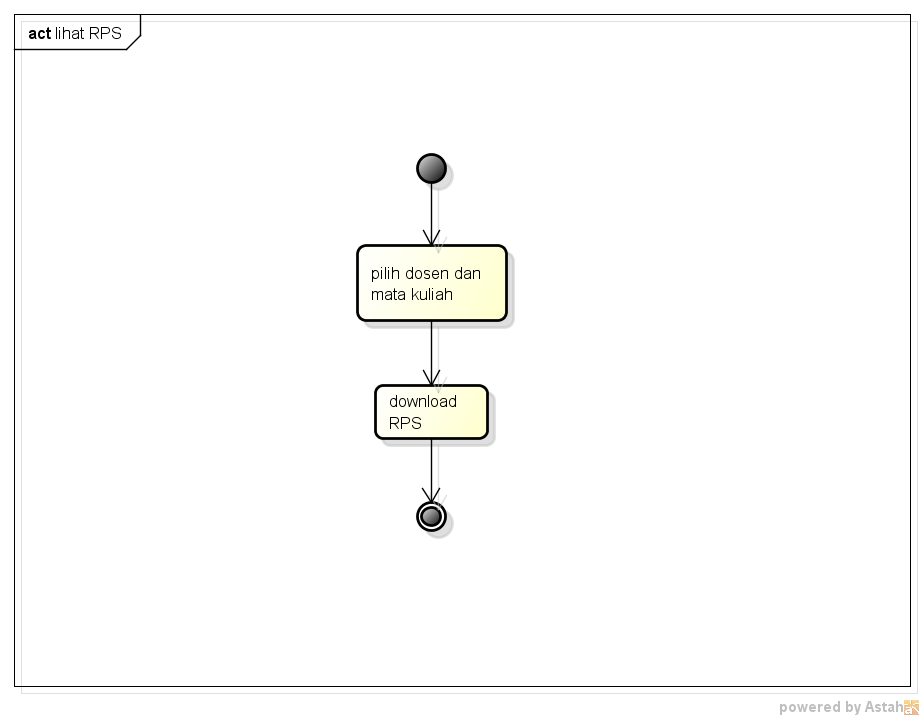 act lihat RPS
pilih dosen dan
mata kuliah
download
RPS
powered by Astah